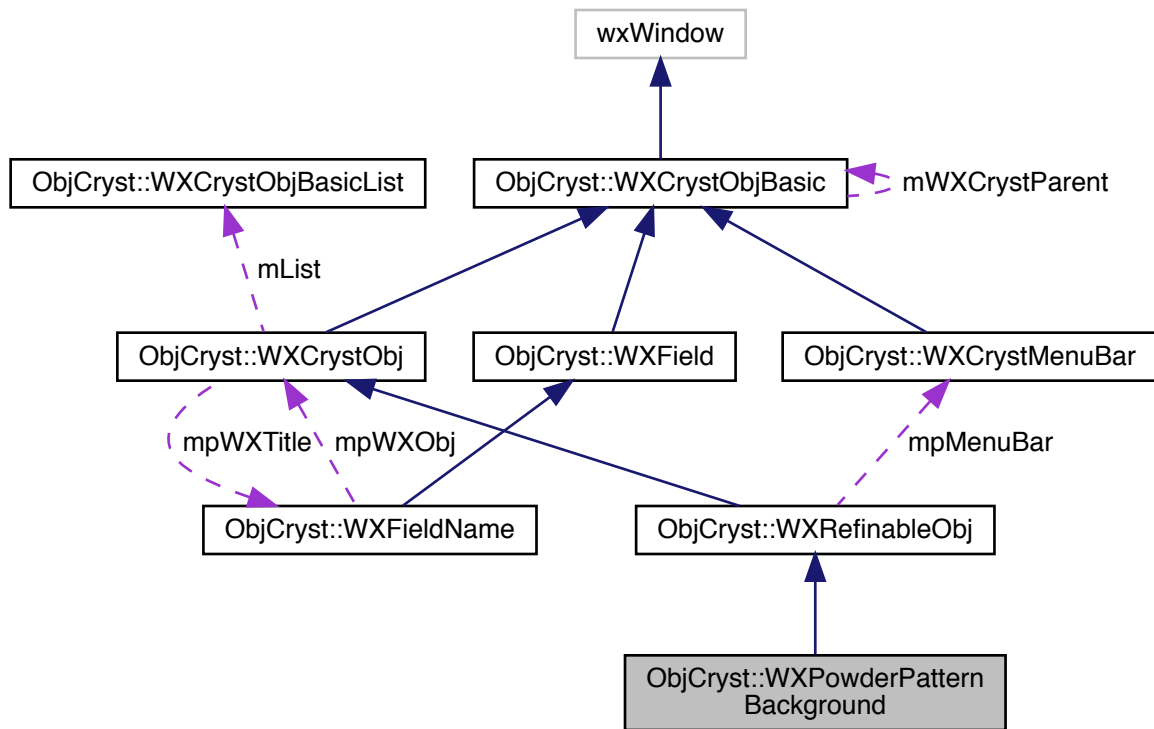 wxWindow
ObjCryst::WXCrystObjBasicList
ObjCryst::WXCrystObjBasic
mWXCrystParent
mList
ObjCryst::WXCrystObj
ObjCryst::WXField
ObjCryst::WXCrystMenuBar
mpWXTitle
mpWXObj
mpMenuBar
ObjCryst::WXFieldName
ObjCryst::WXRefinableObj
ObjCryst::WXPowderPattern
Background